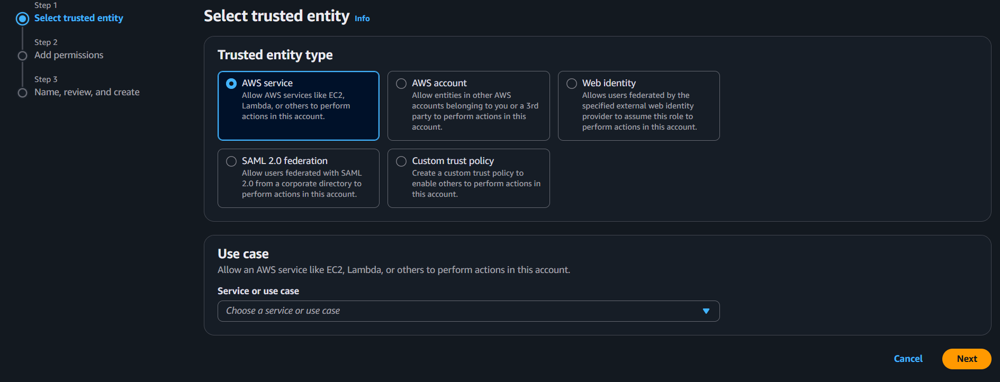 Step 1
Select trusted entity
Step 2
Add permissions
Step 3
Name, review, and create
Select trusted entity Info
Trusted entity type
AWS service
Allow AWS services like EC2,
Lambda, or others to perform
actions in this account.
AWS account
Allow entities in other AWS
accounts belonging to you or a 3rd
party to perform actions in this
account.
Web identity
Allows users federated by the
specified external web identity
provider to assume this role to
perform actions in this account.
SAML 2.0 federation
Allow users federated with SAML
2.0 from a corporate directory to
perform actions in this account.
Custom trust policy
Create a custom trust policy to
enable others to perform actions in
this account.
Use case
Allow an AWS service like EC2, Lambda, or others to perform actions in this account.
Service or use case
Choose a service or use case
Cancel
Next